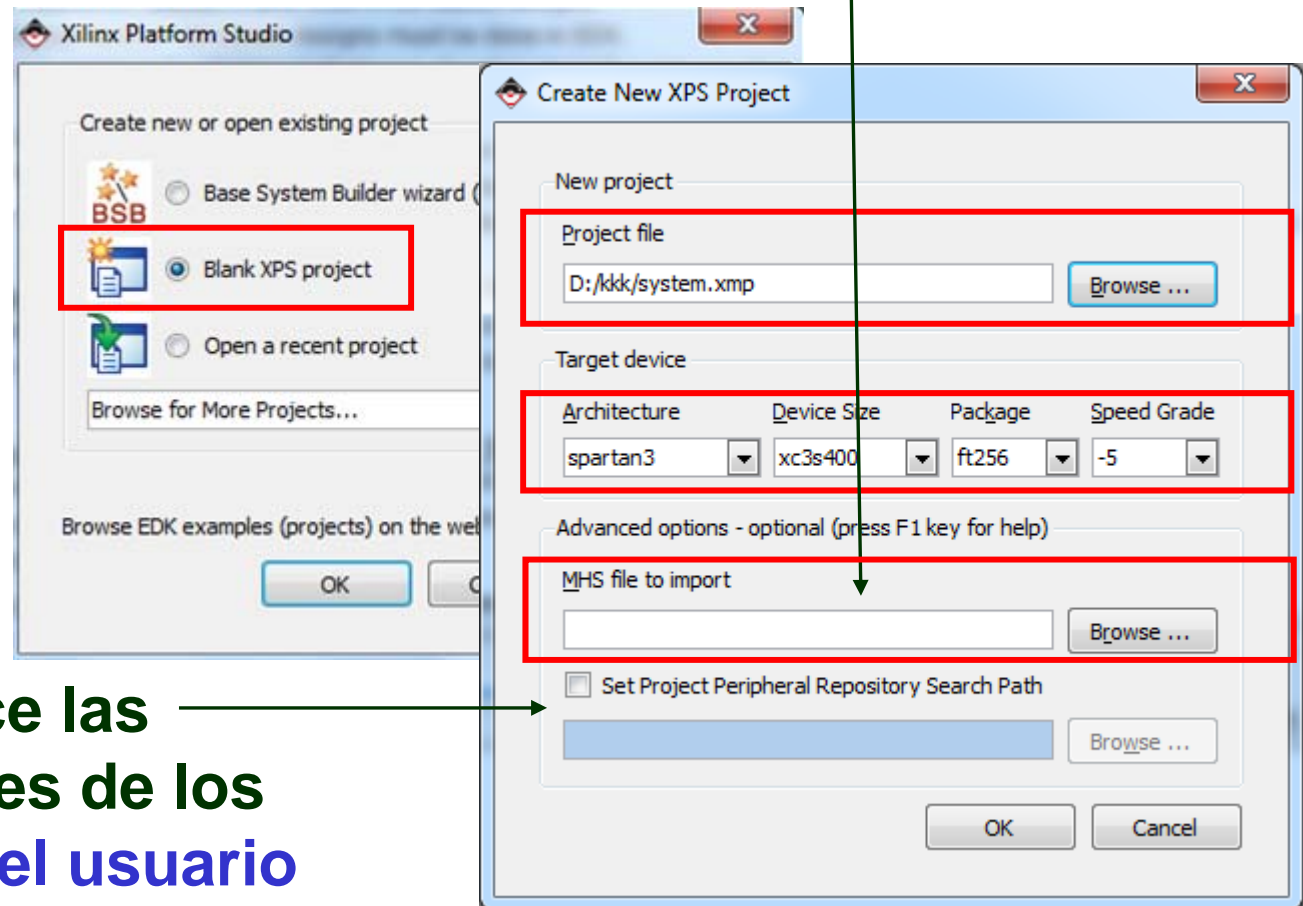 Xilinx Platform Studio
Create new or open existing project
BSB
Base System Builder wizard (
Blank XPS project
Open a recent project
Browse for More Projects...
Browse EDK examples (projects) on the we
OK
Create New XPS Project
New project
Project file
D:/kkk/system.xmp
Browse ...
Target device
Architecture Device Size Package Speed Grade
spartan3 xc3s400 ft256 -5
Advanced options - optional (press F1 key for help)
MHS file to import
Browse ...
Set Project Peripheral Repository Search Path
Browse ...
OK Cancel
ce las
es de los
el usuario